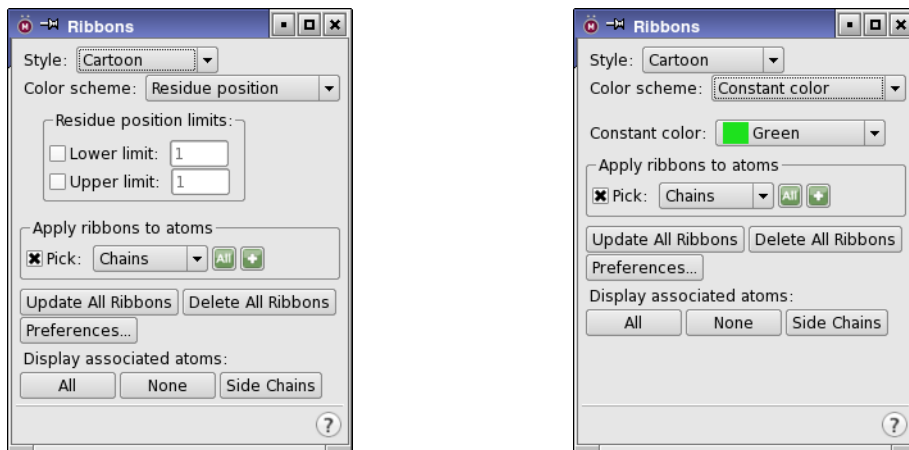 Ribbons
Style: Cartoon
Color scheme: Residue position
Residue position limits:
Lower limit: 1
Upper limit: 1
Apply ribbons to atoms
Pick: Chains All +
Update All Ribbons Delete All Ribbons
Preferences...
Display associated atoms:
All None Side Chains
?
Ribbons
Style: Cartoon
Color scheme: Constant color
Constant color: Green
Apply ribbons to atoms
Pick: Chains All +
Update All Ribbons Delete All Ribbons
Preferences...
Display associated atoms:
All None Side Chains
?